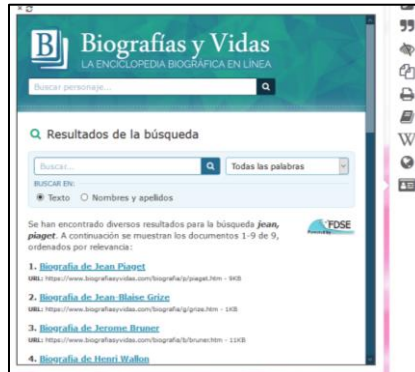 B
Biografías y Vidas
LA ENCICLOPEDIA BIOGRÁFICA EN LÍNEA
Buscar personaje...
Resultados de la búsqueda
Buscar... Todas las palabras
BUSCAR EN:
Texto Nombres y apellidos
Se han encontrado diversos resultados para la búsqueda jean,
piaget. A continuación se muestran los documentos 1-9 de 9,
ordenados por relevancia:
FDSE
1. Biografia de Jean Piaget
URL: https://www.biografiasyvidas.com/biografia/p/piaget.htm - 9KB
2. Biografia de Jean-Blaise Grize
URL: https://www.biografiasyvidas.com/biografia/g/grize.htm - 1KB
3. Biografia de Jerome Bruner
URL: https://www.biografiasyvidas.com/biografia/b/bruner.htm - 11KB
4. Biografia de Henri Wallon
W